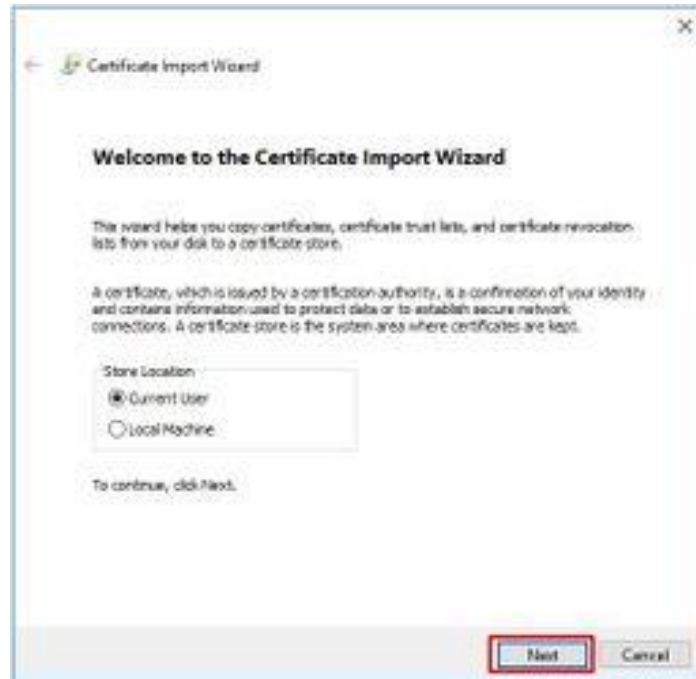 Certificate Import Wizard
Welcome to the Certificate Import Wizard
This wizard helps you copy certificates, certificate trust lists, and certificate revocation
lists from your disk to a certificate store.
A certificate, which is issued by a certification authority, is a confirmation of your identity
and contains information used to protect data or to establish secure network
connections. A certificate store is the system area where certificates are kept.
Store Location
Current User
Local Machine
To continue, click Next.
Next
Cancel